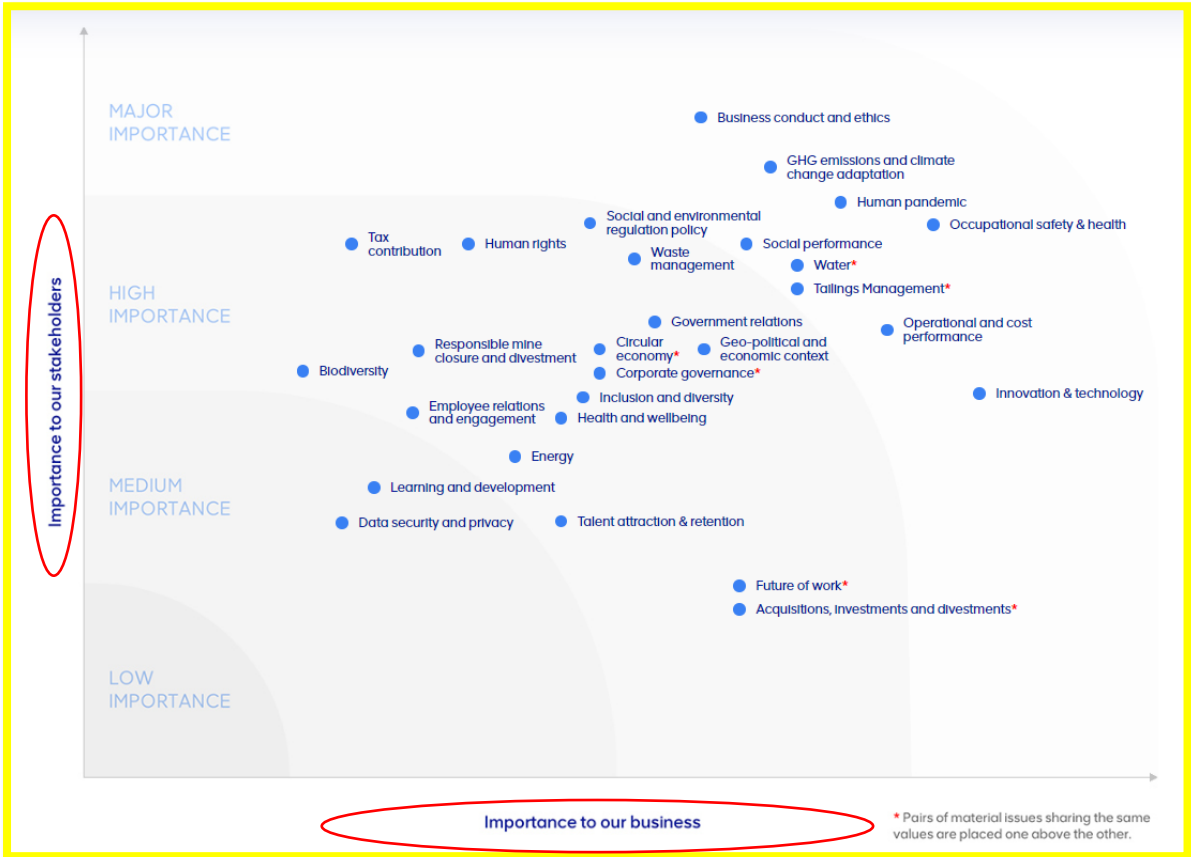 MAJOR
IMPORTANCE
Business conduct and ethics
GHG emissions and climate
change adaptation
Human pandemic
Social and environmental
regulation policy
Occupational safety & health
Tax
contribution
Human rights
Waste
management
Social performance
Water*
Tailings Management*
HIGH
IMPORTANCE
Government relations
Operational and cost
performance
Responsible mine
closure and divestment
Circular
economy*
Geo-political and
economic context
Biodiversity
Corporate governance*
Innovation & technology
Inclusion and diversity
Employee relations
and engagement
Health and wellbeing
Energy
MEDIUM
IMPORTANCE
Learning and development
Data security and privacy
Talent attraction & retention
Future of work*
Acquisitions, investments and divestments*
LOW
IMPORTANCE
Importance to our stakeholders
Importance to our business
* Pairs of material issues sharing the same
values are placed one above the other.